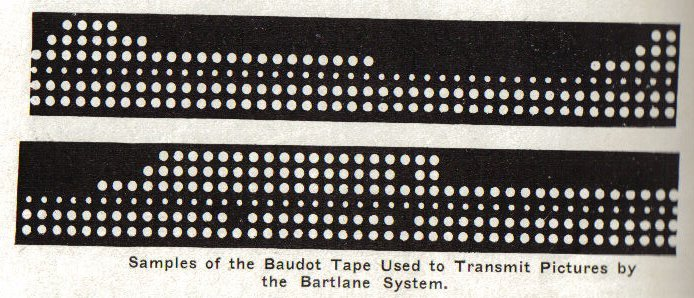 Samples of the Baudot Tape Used to Transmit Pictures by
the Bartlane System.